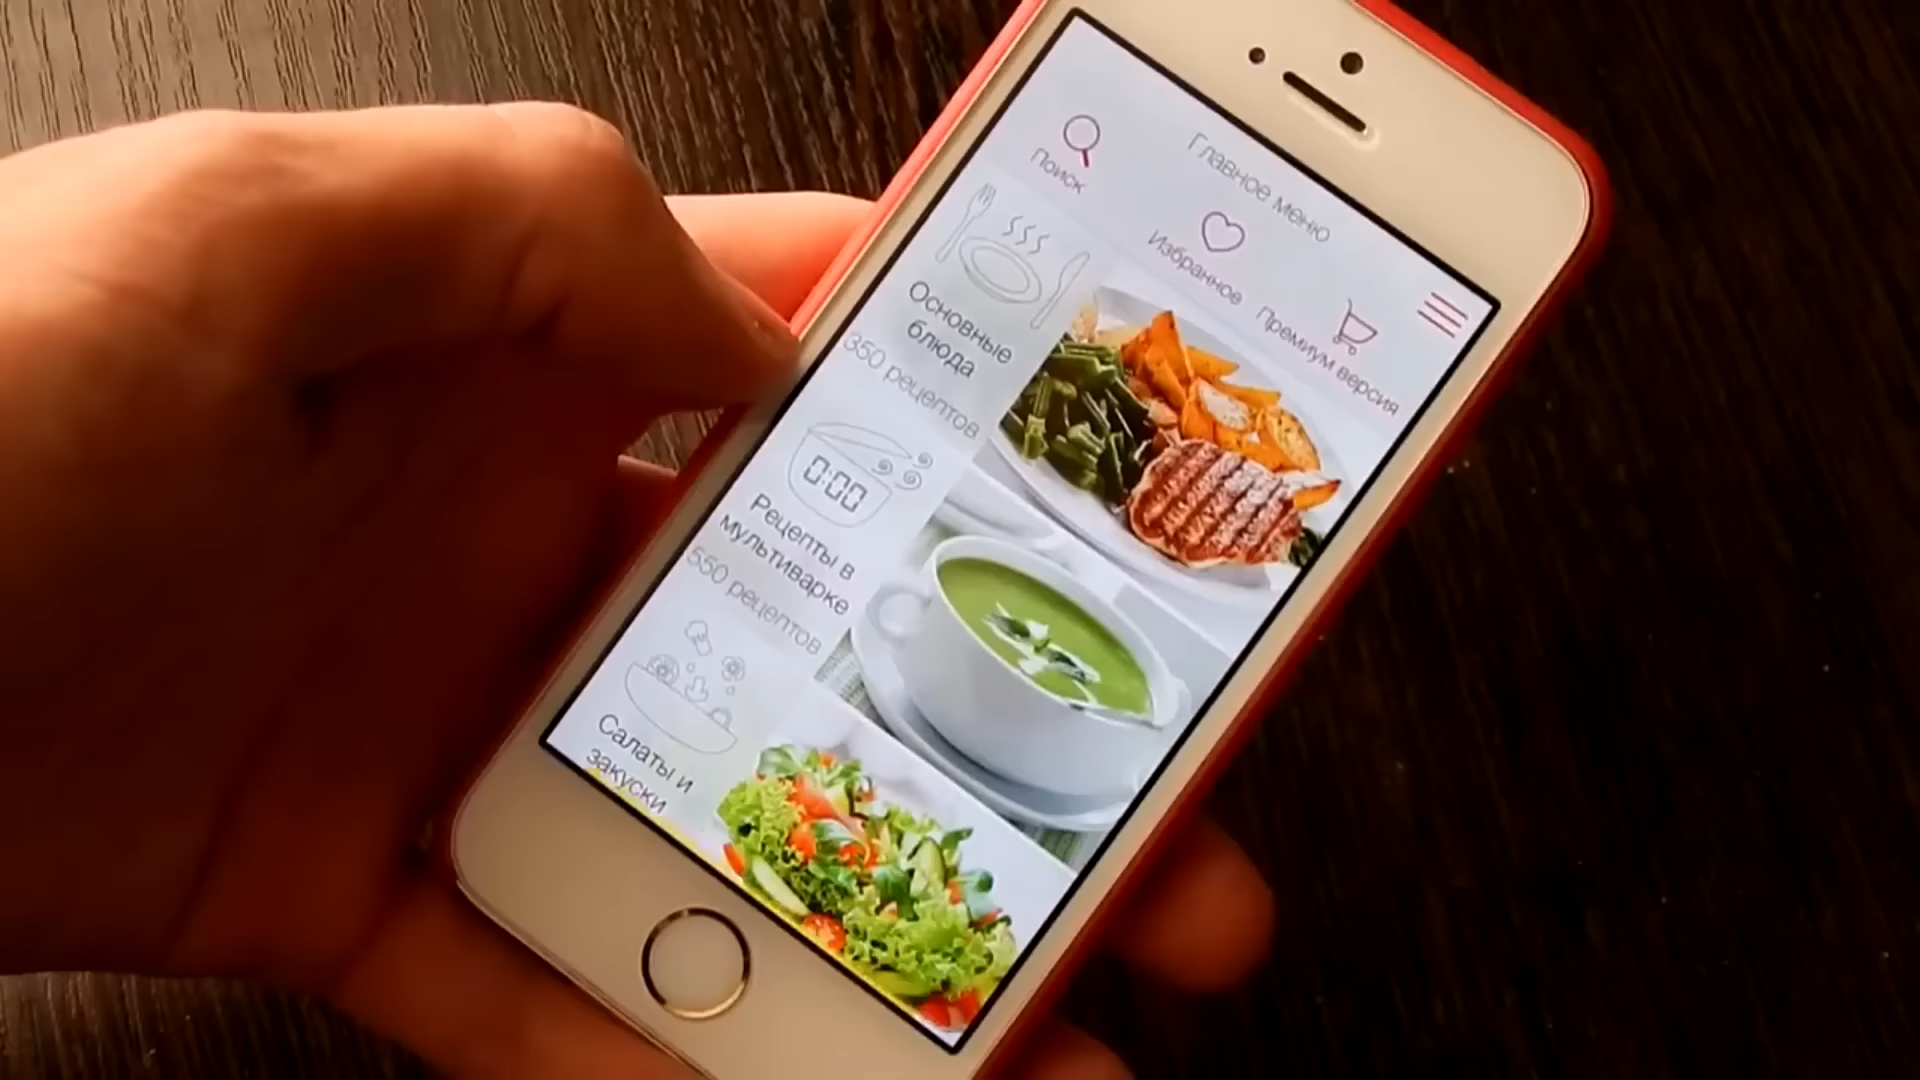 Главное меню
Поиск
Избранное
Премиум версия
Основные
блюда
350 рецептов
0:00
Рецепты в
мультиварке
550 рецептов
Салаты и
закуски